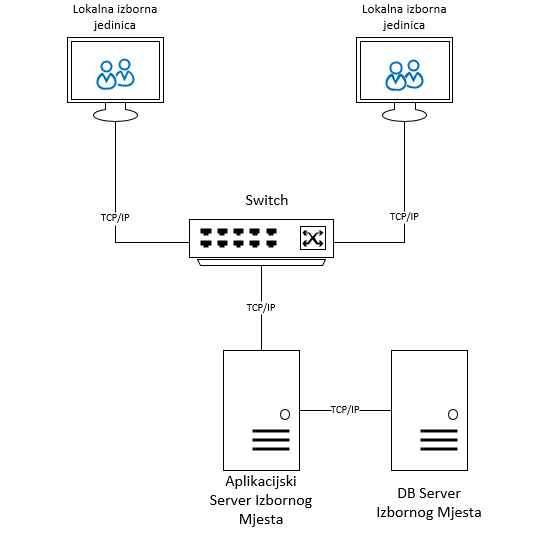 Lokalna izborna
jedinica
Lokalna izborna
jedinica
TCP/IP
Switch
TCP/IP
TCP/IP
TCP/IP
Aplikacijski
Server Izbornog
Mjesta
DB Server
Izbornog Mjesta